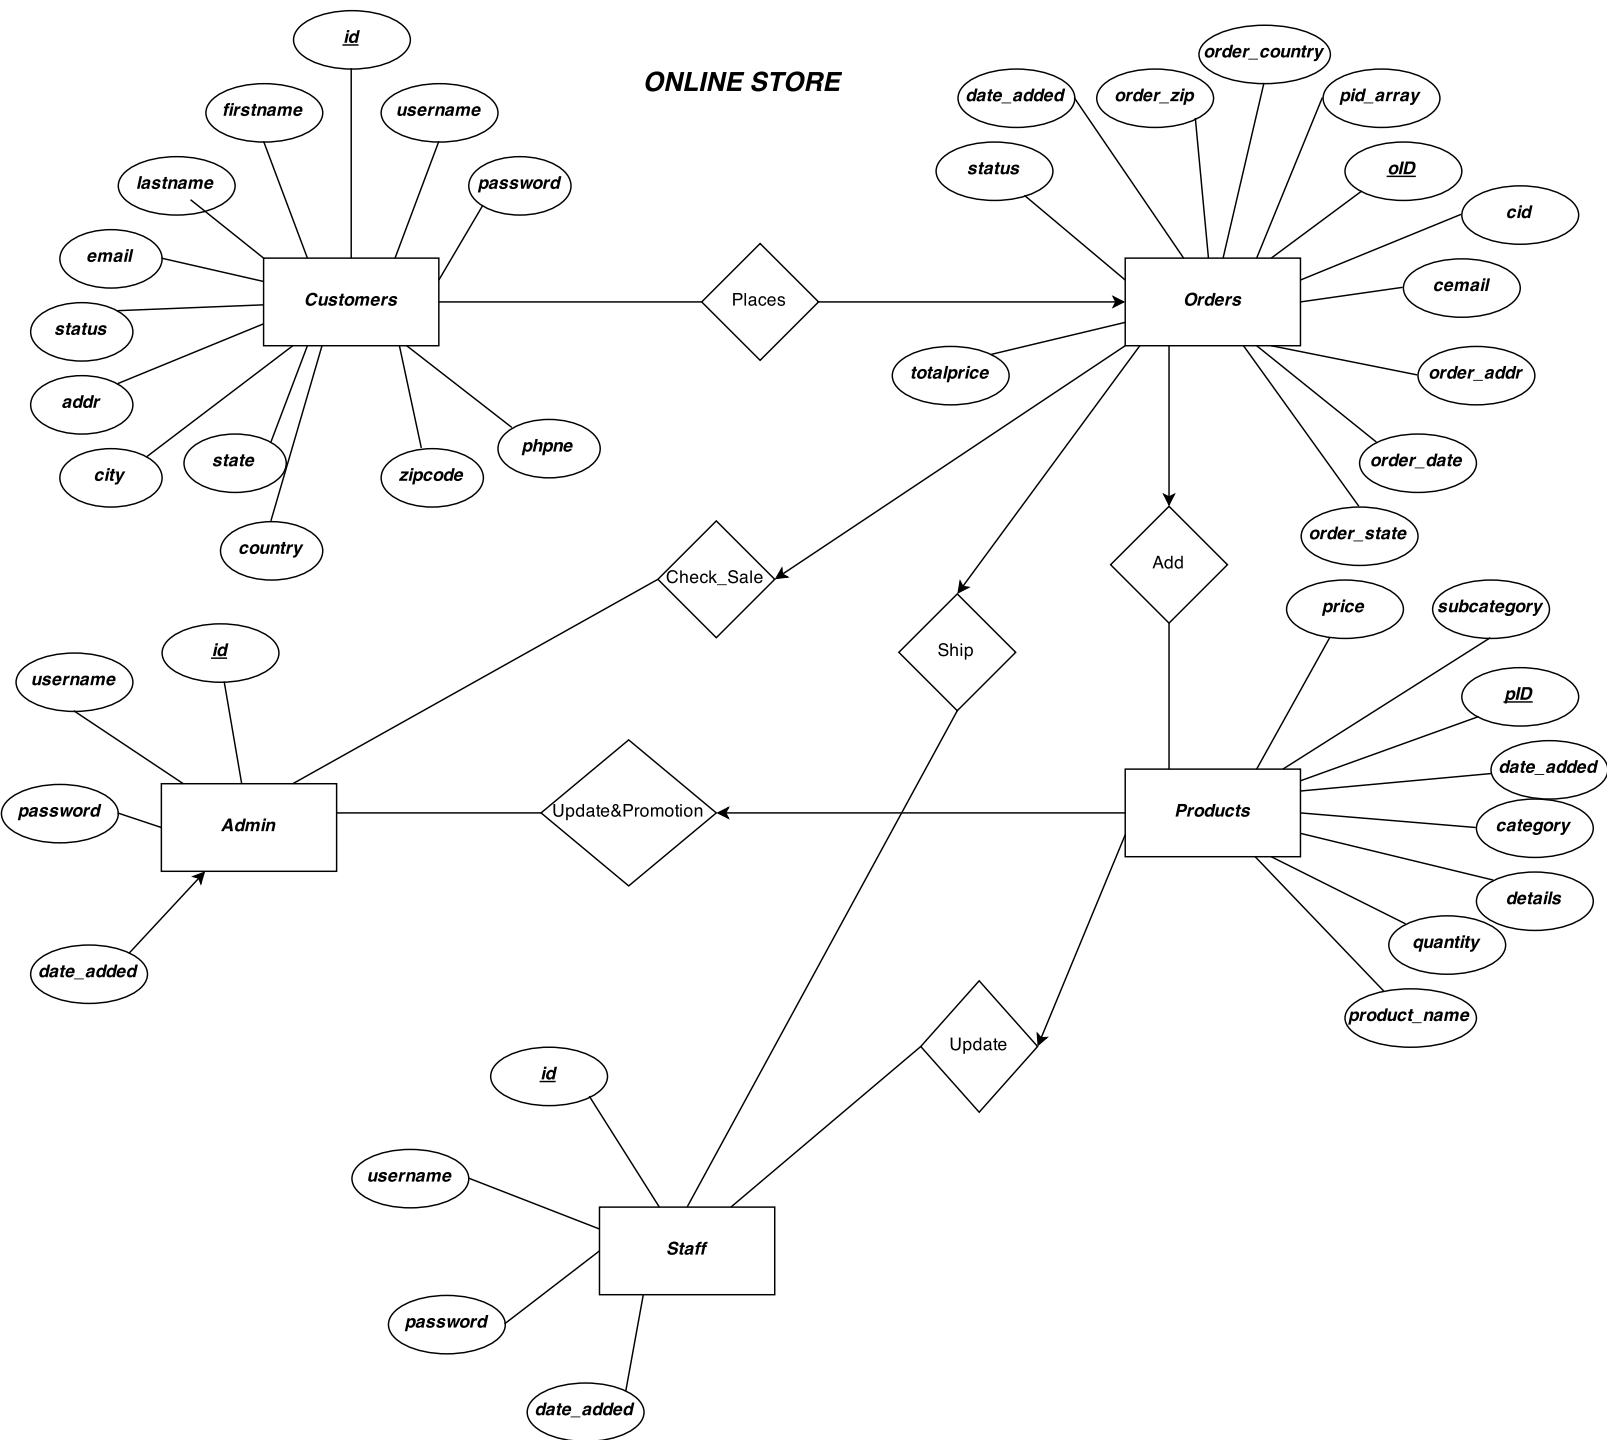 id
ONLINE STORE
order_country
firstname
username
date_added
order_zip
pid_array
lastname
password
status
oID
cid
email
Customers
Places
Orders
cemail
status
addr
totalprice
order_addr
city
state
zipcode
phpne
order_date
country
order_state
Check_Sale
Add
Ship
price
subcategory
username
id
pID
date_added
password
Admin
Update&Promotion
Products
category
details
quantity
date_added
product_name
Update
id
username
Staff
password
date_added